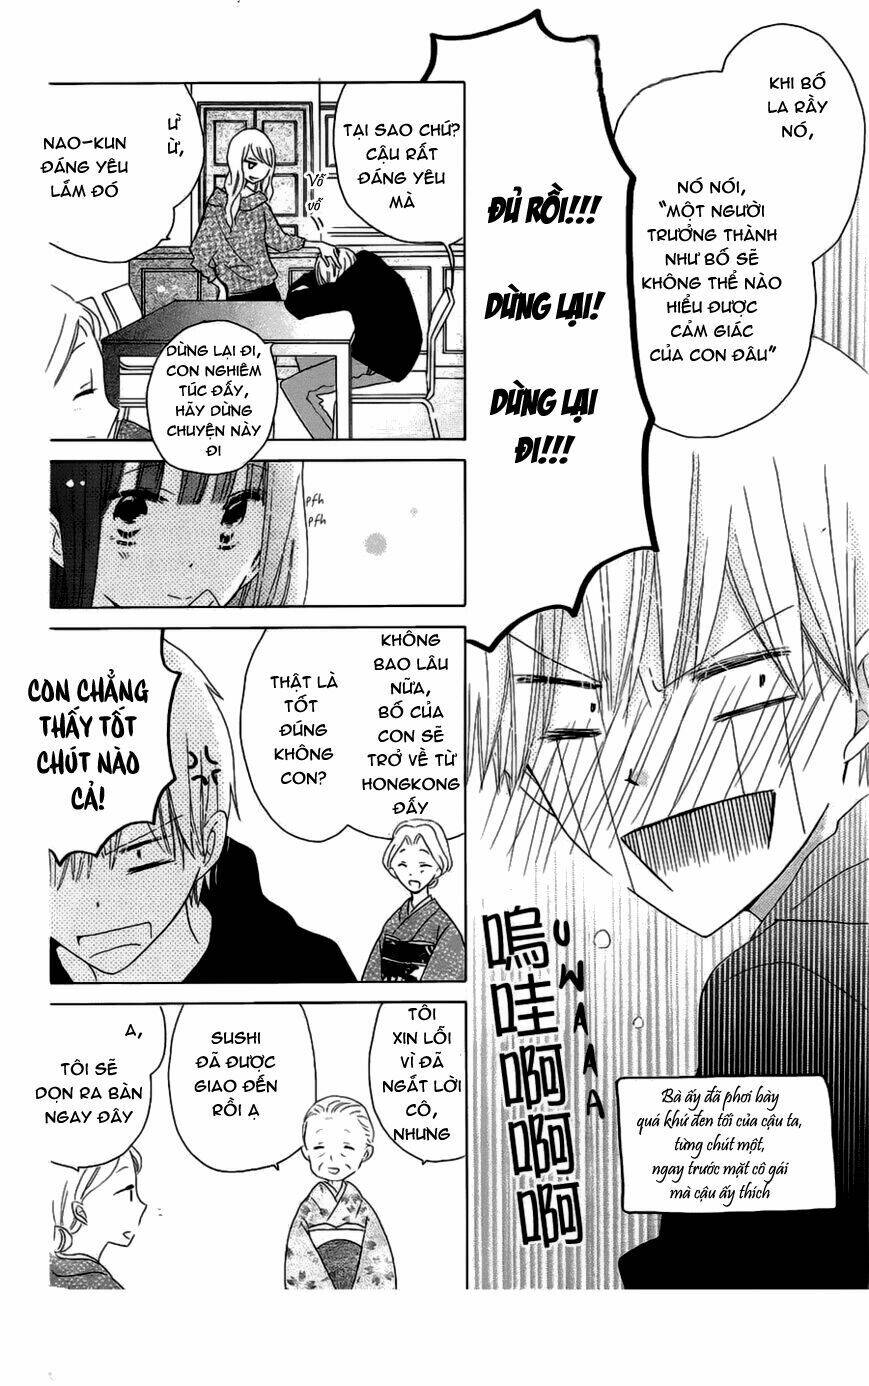 KHI BỐ
LA RẦY
NÓ,
NÓ NÓI,
"MỘT NGƯỜI
TRƯỞNG THÀNH
NHƯ BỐ SẼ
KHÔNG THỂ NÀO
HIỂU ĐƯỢC
CẢM GIÁC
CỦA CON ĐÂU"
ĐỦ RỒI!!!
DỪNG LẠI!
DỪNG LẠI
ĐI!!!
UWAAA
嗚哇啊啊啊
Bà ấy đã phơi bày
quá khứ đen tối của cậu ta,
từng chút một,
ngay trước mặt cô gái
mà cậu ấy thích
TẠI SAO CHỨ?
CẬU RẤT
ĐÁNG YÊU
MÀ
Vỗ
vỗ
Ừ
Ừ,
NAO-KUN
ĐÁNG YÊU
LẮM ĐÓ
DỪNG LẠI ĐI,
CON NGHIÊM
TÚC ĐẤY,
HÃY DỪNG
CHUYỆN NÀY
ĐI
pfh
pfh
KHÔNG
BAO LÂU
NỮA,
BỐ CỦA
CON SẼ
TRỞ VỀ TỪ
HONGKONG
ĐẤY
THẬT LÀ
TỐT
ĐÚNG
KHÔNG
CON?
CON CHẲNG
THẤY TỐT
CHÚT NÀO
CẢ!
TÔI
XIN LỖI
VÌ ĐÃ
NGẮT LỜI
CÔ,
NHƯNG
SUSHI
ĐÃ ĐƯỢC
GIAO ĐẾN
RỒI Ạ
A,
TÔI SẼ
DỌN RA BÀN
NGAY ĐÂY